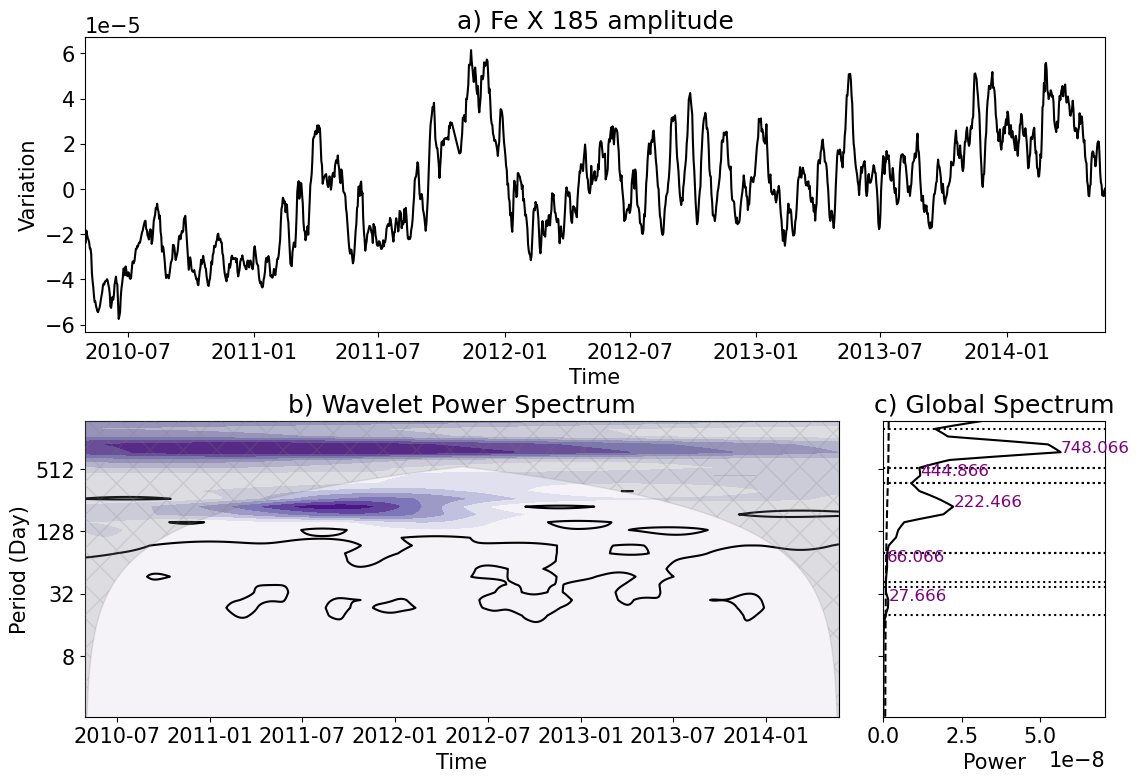 a) Fe X 185 amplitude
1e−5
6
4
2
0
−2
−4
−6
Variation
2010-07 2011-01 2011-07 2012-01 2012-07 2013-01 2013-07 2014-01
Time
b) Wavelet Power Spectrum
512
128
32
8
Period (Day)
2010-07 2011-01 2011-07 2012-01 2012-07 2013-01 2013-07 2014-01
Time
c) Global Spectrum
748.066
444.866
222.466
66.066
27.666
0.0 2.5 5.0
Power 1e−8